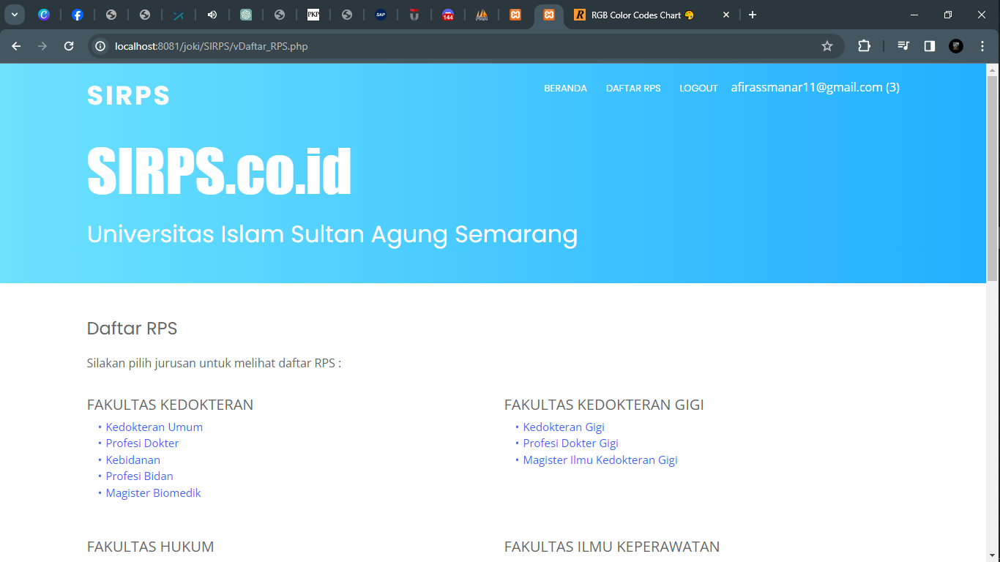 PKP
SAP
144
R
RGB Color Codes Chart
localhost:8081/joki/SIRPS/vDaftar_RPS.php
SIRPS
BERANDA
DAFTAR RPS
LOGOUT
afirassmanar11@gmail.com (3)
SIRPS.co.id
Universitas Islam Sultan Agung Semarang
Daftar RPS
Silakan pilih jurusan untuk melihat daftar RPS :
FAKULTAS KEDOKTERAN
• Kedokteran Umum
• Profesi Dokter
• Kebidanan
• Profesi Bidan
• Magister Biomedik
FAKULTAS KEDOKTERAN GIGI
• Kedokteran Gigi
• Profesi Dokter Gigi
• Magister Ilmu Kedokteran Gigi
FAKULTAS HUKUM
FAKULTAS ILMU KEPERAWATAN